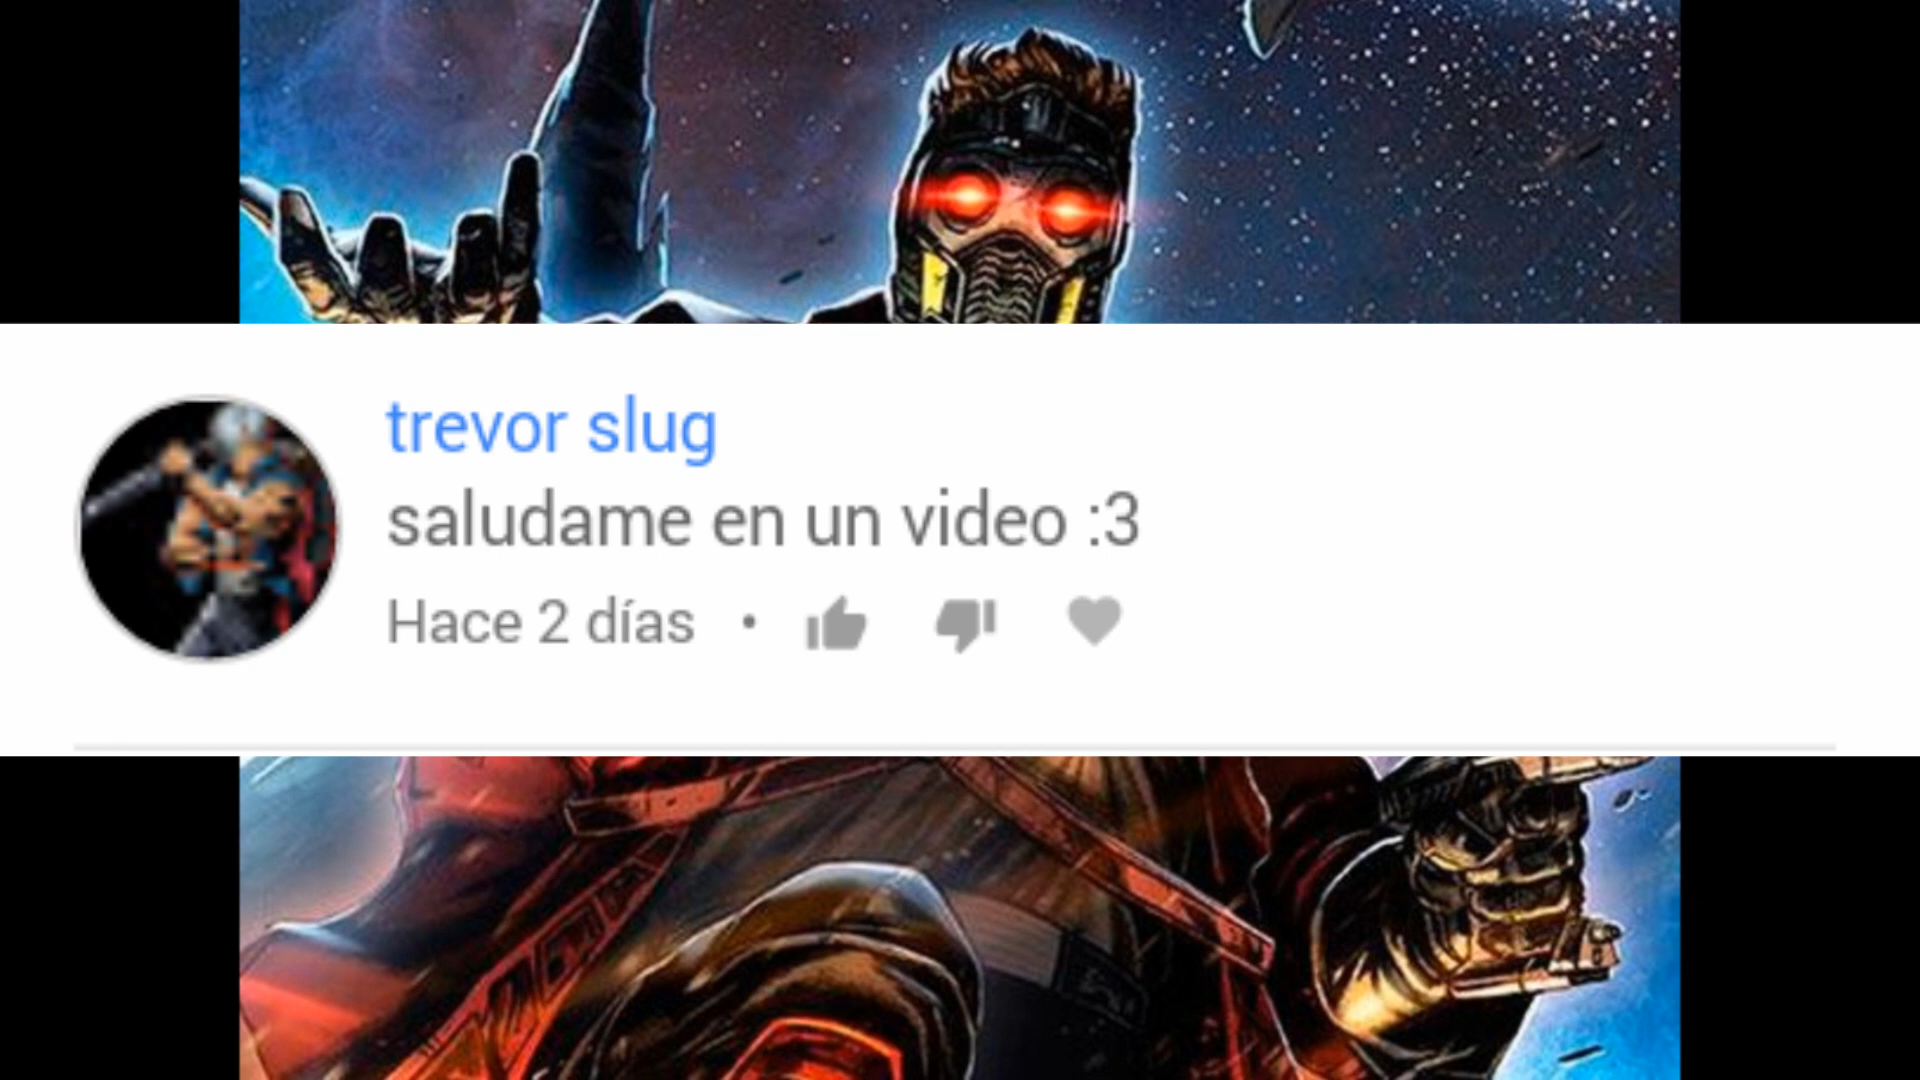 trevor slug
saludame en un video :3
Hace 2 días •